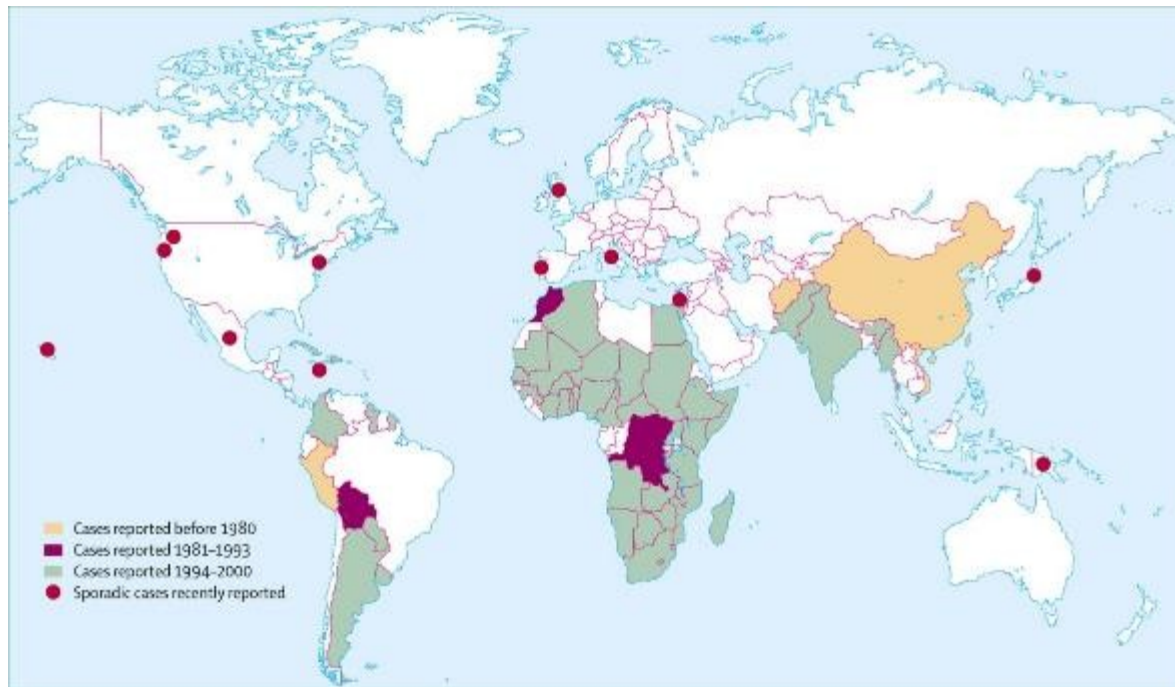 Cases reported before 1980
Cases reported 1981–1993
Cases reported 1994–2000
Sporadic cases recently reported